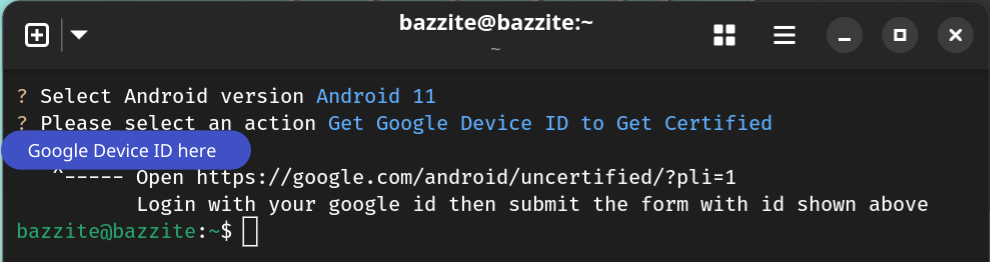 bazzite@bazzite:~
~
? Select Android version Android 11
? Please select an action Get Google Device ID to Get Certified
Google Device ID here
^----- Open https://google.com/android/uncertified/?pli=1
Login with your google id then submit the form with id shown above
bazzite@bazzite:~$